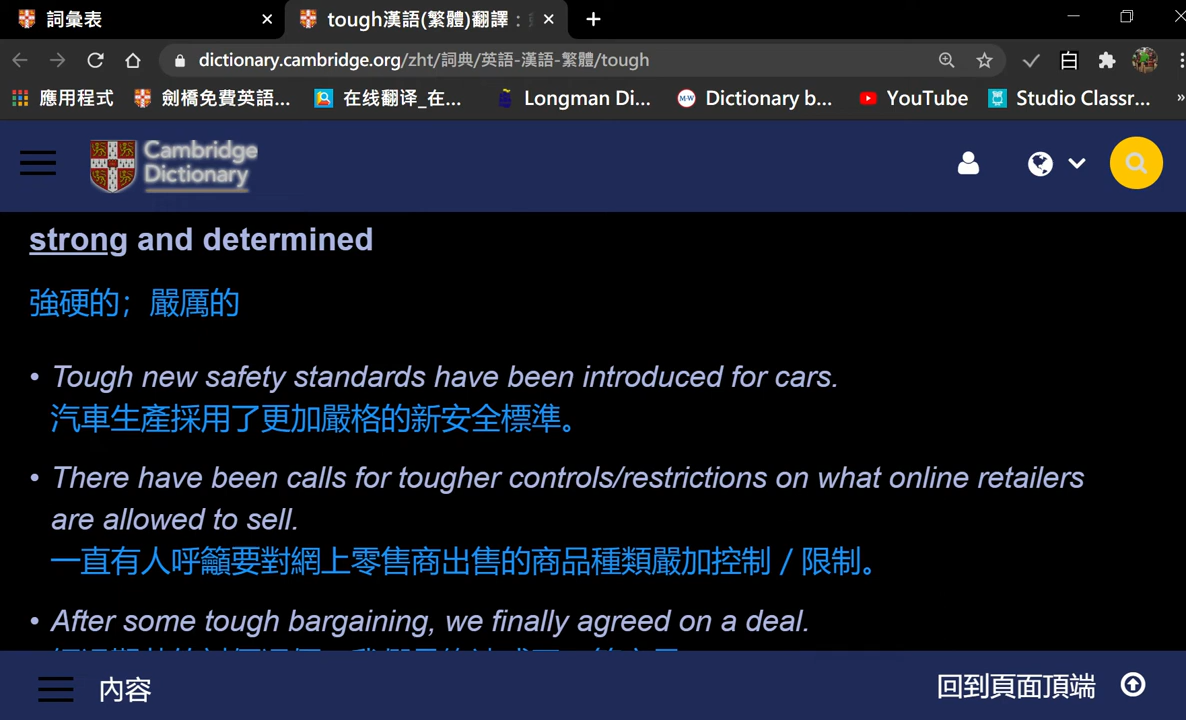 詞彙表
tough漢語(繁體)翻譯：
dictionary.cambridge.org/zht/詞典/英語-漢語-繁體/tough
白
應用程式 劍橋免費英語... 在线翻译_在... Longman Di... M-W Dictionary b... YouTube Studio Classr... »
Cambridge
Dictionary
strong and determined
強硬的；嚴厲的
• Tough new safety standards have been introduced for cars.
汽車生產採用了更加嚴格的新安全標準。
• There have been calls for tougher controls/restrictions on what online retailers
are allowed to sell.
一直有人呼籲要對網上零售商出售的商品種類嚴加控制／限制。
• After some tough bargaining, we finally agreed on a deal.
內容
回到頁面頂端